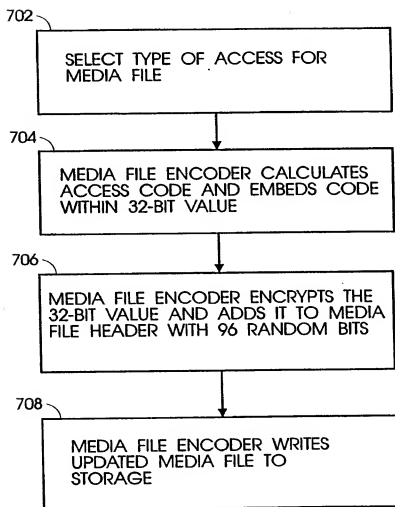 702
SELECT TYPE OF ACCESS FOR
MEDIA FILE
704
MEDIA FILE ENCODER CALCULATES
ACCESS CODE AND EMBEDS CODE
WITHIN 32-BIT VALUE
706
MEDIA FILE ENCODER ENCRYPTS THE
32-BIT VALUE AND ADDS IT TO MEDIA
FILE HEADER WITH 96 RANDOM BITS
708
MEDIA FILE ENCODER WRITES
UPDATED MEDIA FILE TO
STORAGE